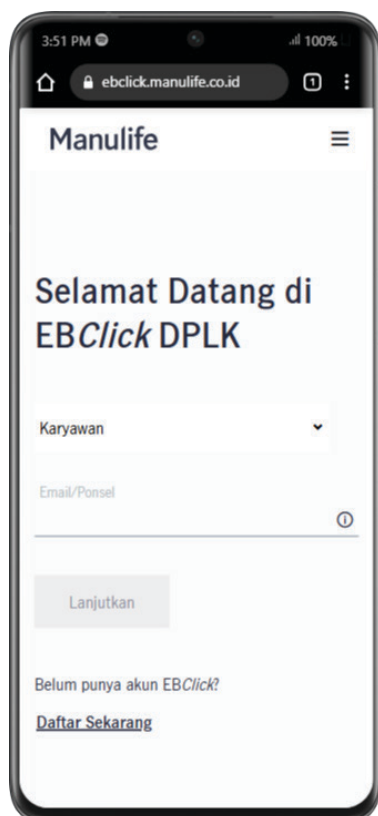 3:51 PM 100%
ebclick.manulife.co.id 1
Manulife
Selamat Datang di
EBClick DPLK
Karyawan
Email/Ponsel
Lanjutkan
Belum punya akun EBClick?
Daftar Sekarang